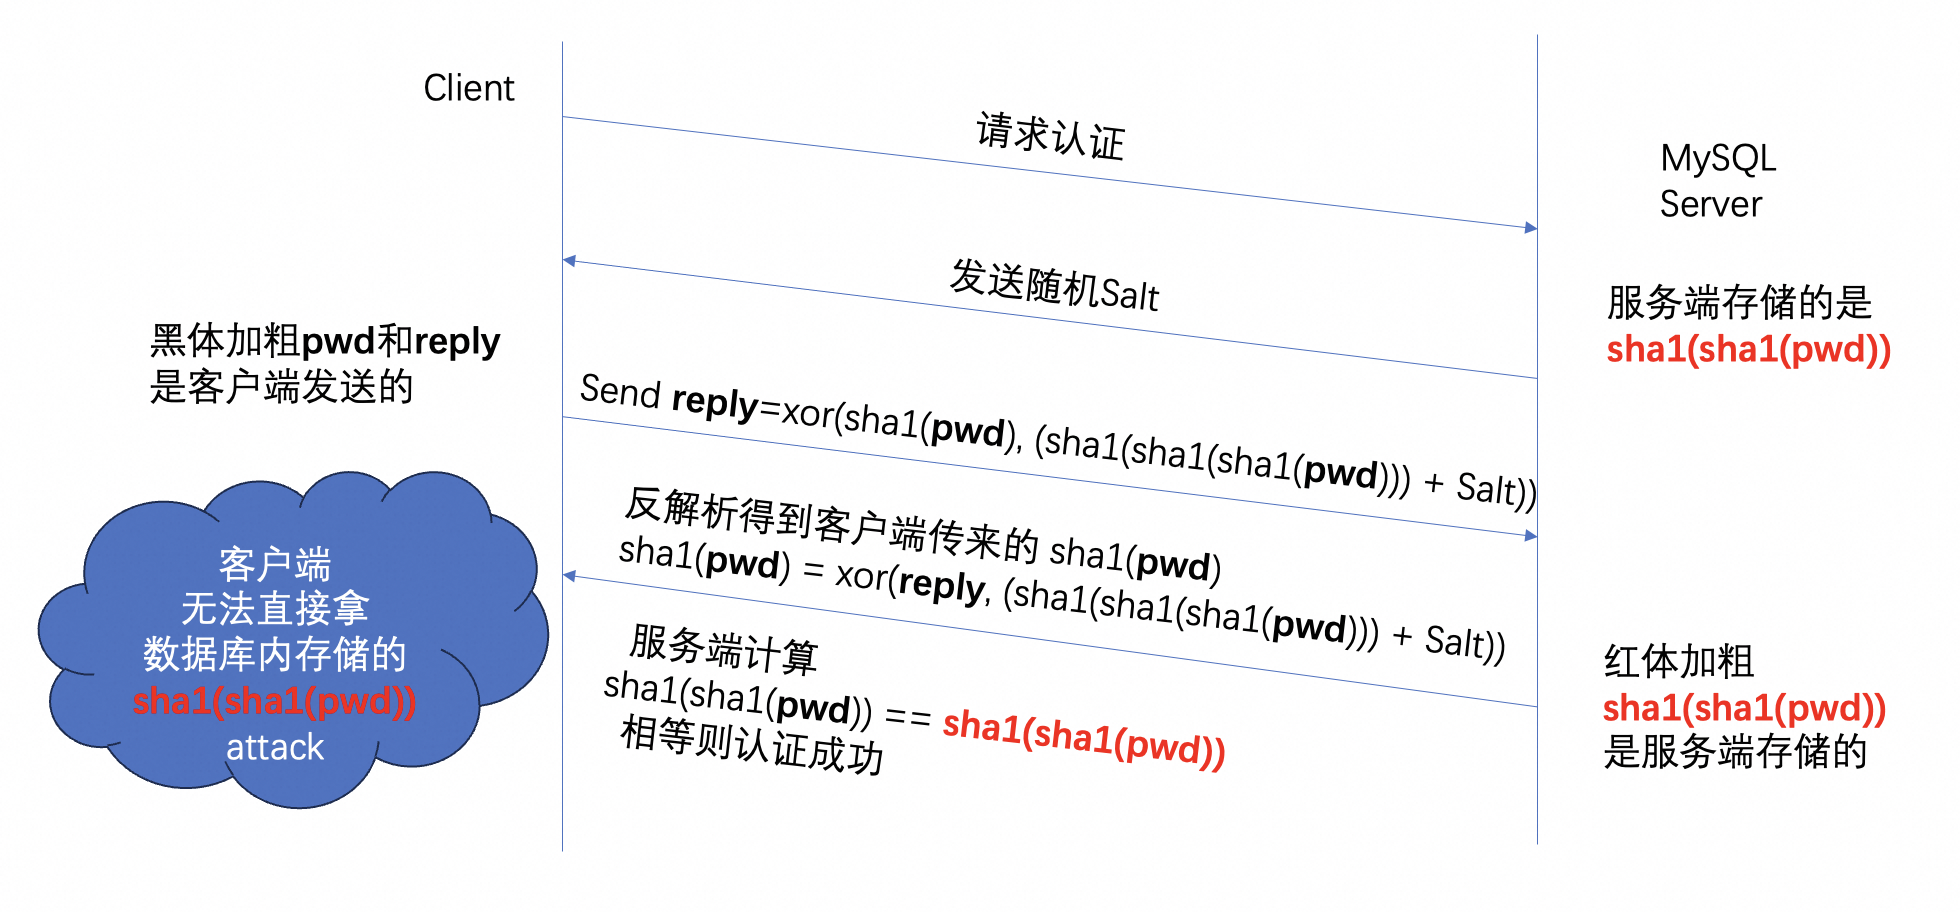 Client
请求认证
MySQL
Server
发送随机Salt
服务端存储的是
sha1(sha1(pwd))
黑体加粗pwd和reply
是客户端发送的
Send reply=xor(sha1(pwd), (sha1(sha1(sha1(pwd))) + Salt))
反解析得到客户端传来的 sha1(pwd)
sha1(pwd) = xor(reply, (sha1(sha1(sha1(pwd))) + Salt))
客户端
无法直接拿
数据库内存储的
sha1(sha1(pwd))
attack
服务端计算
sha1(sha1(pwd)) == sha1(sha1(pwd))
相等则认证成功
红体加粗
sha1(sha1(pwd))
是服务端存储的